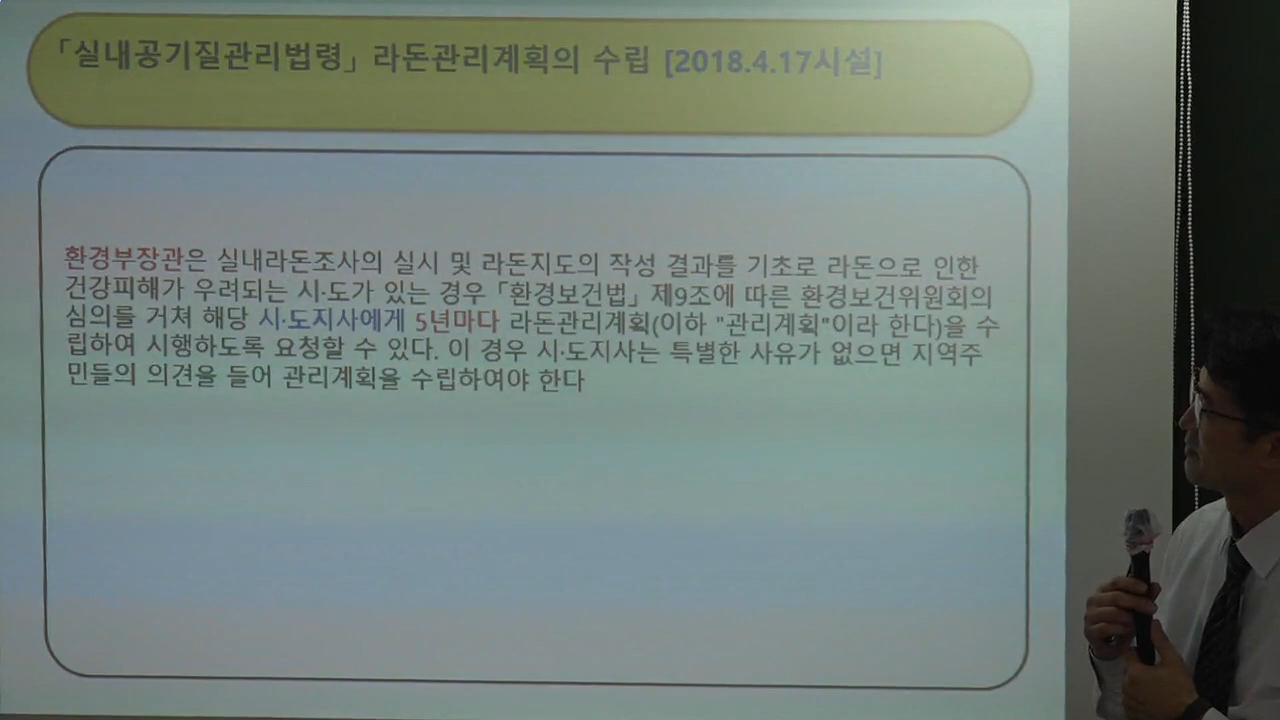 「실내공기질관리법령」 라돈관리계획의 수립 [2018.4.17시설]
환경부장관은 실내라돈조사의 실시 및 라돈지도의 작성 결과를 기초로 라돈으로 인한
건강피해가 우려되는 시·도가 있는 경우「환경보건법」 제9조에 따른 환경보건위원회의
심의를 거쳐 해당 시·도지사에게 5년마다 라돈관리계획(이하 "관리계획"이라 한다)을 수
립하여 시행하도록 요청할 수 있다. 이 경우 시·도지사는 특별한 사유가 없으면 지역주
민들의 의견을 들어 관리계획을 수립하여야 한다